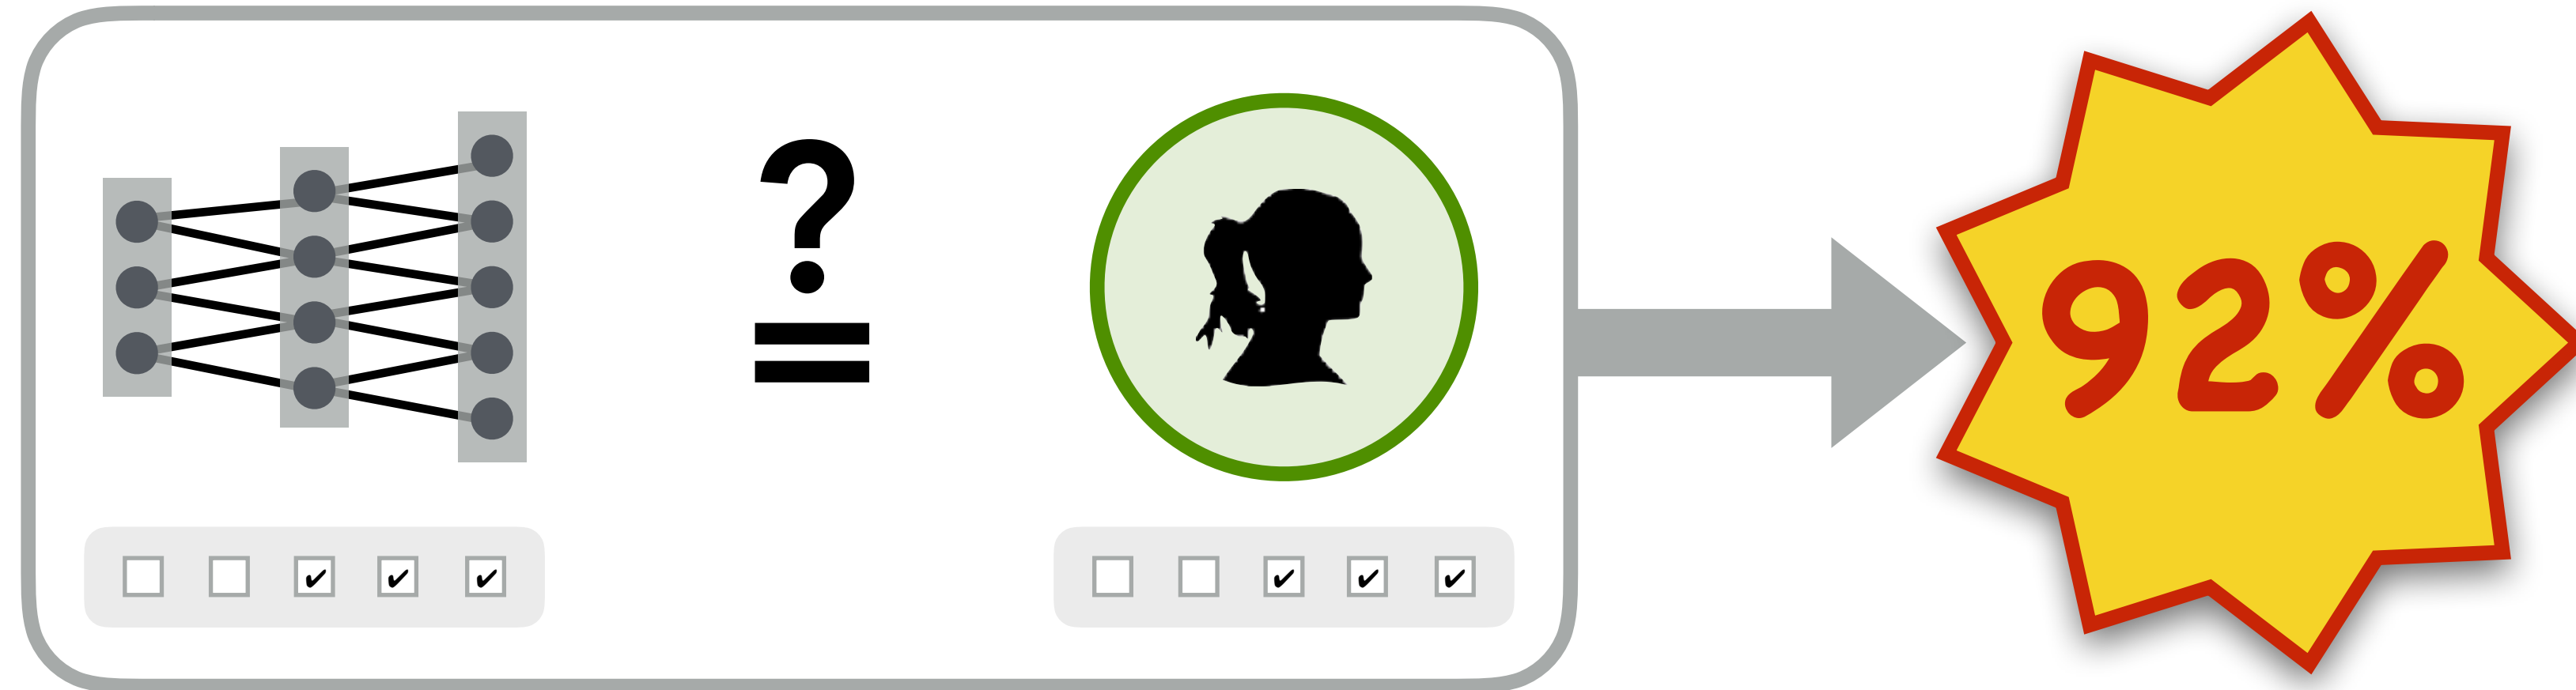 ?
=
✔ ✔ ✔
✔ ✔ ✔
92%